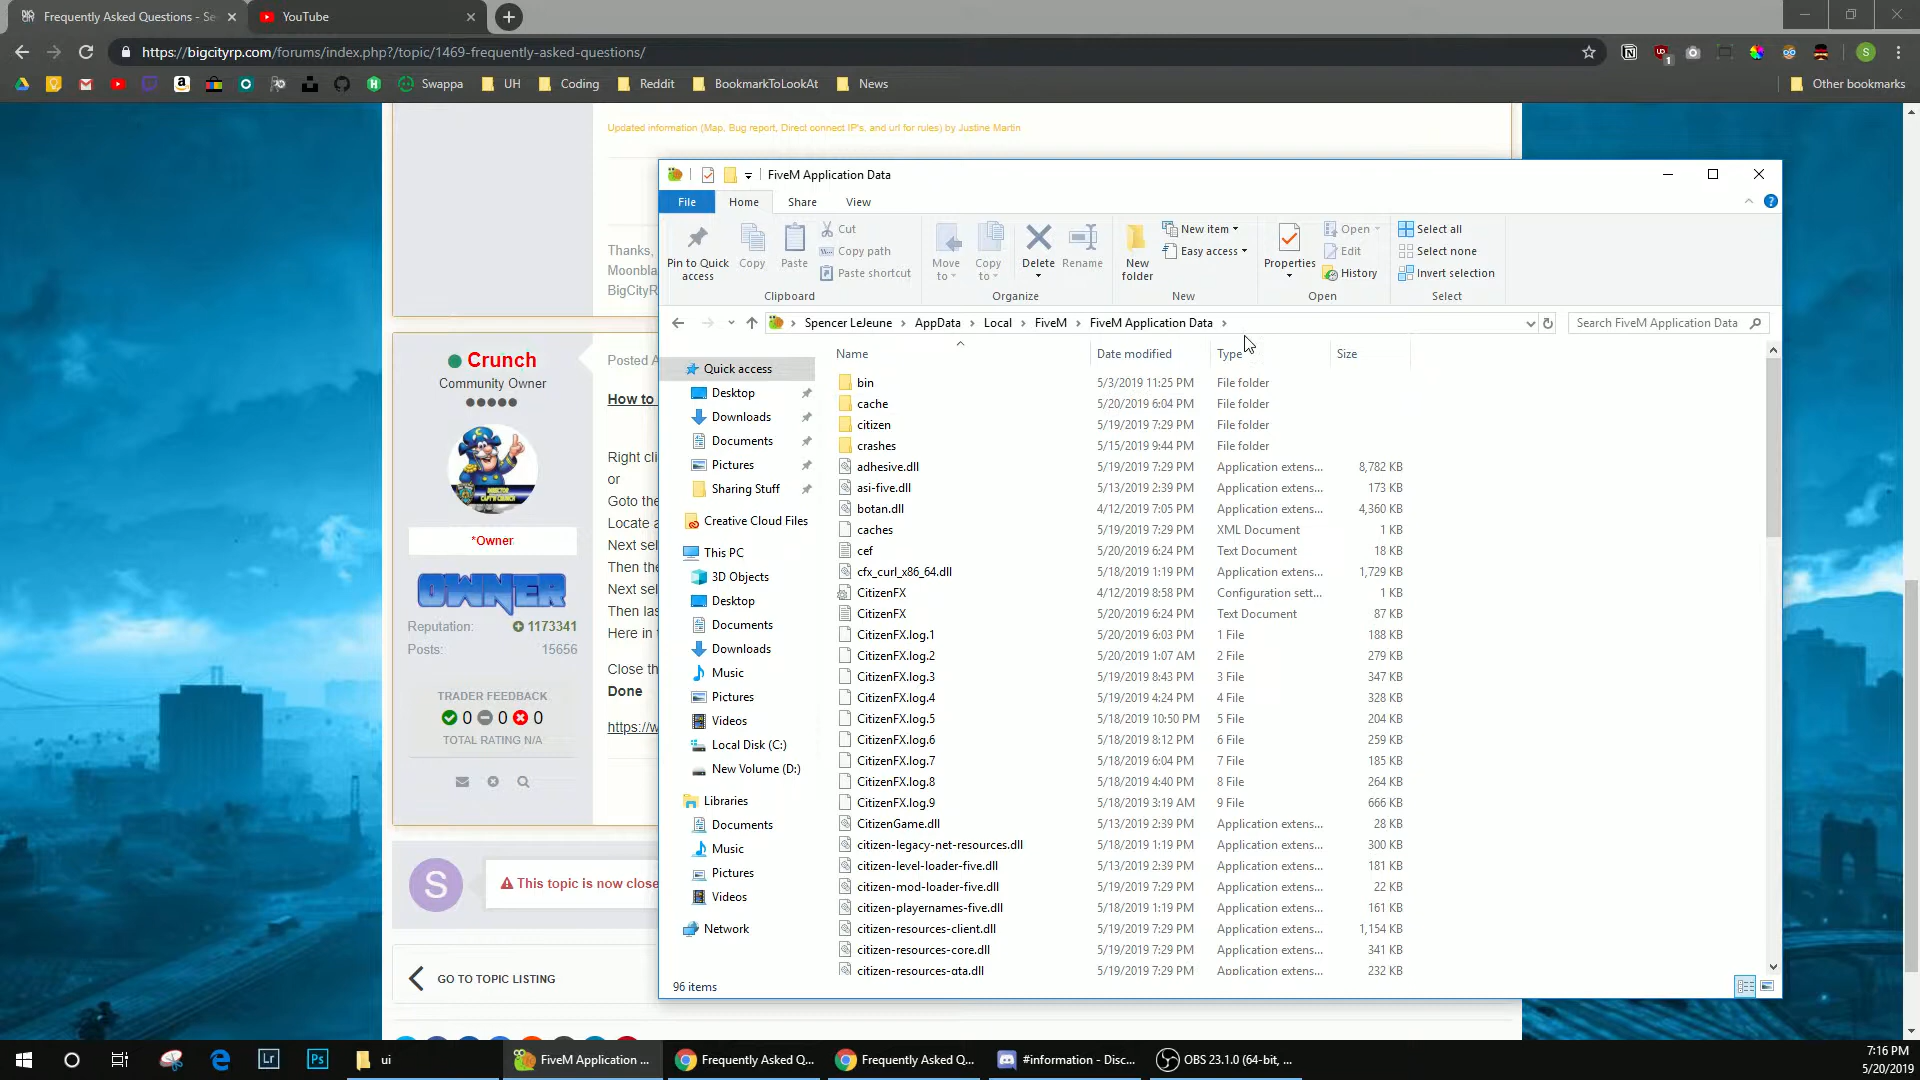 Frequently Asked Questions - Se
YouTube
https://bigcityrp.com/forums/index.php?/topic/1469-frequently-asked-questions/
1
S
Swappa
UH
Coding
Reddit
BookmarkToLookAt
News
Other bookmarks
Updated information (Map, Bug report, Direct connect IP's, and url for rules) by Justine Martin
Thanks,
Moonbla
BigCityR
Crunch
Community Owner
*Owner
OWNER
Reputation: 1173341
Posts: 15656
TRADER FEEDBACK
0 0 0
TOTAL RATING N/A
Posted A
How to
Right cli
or
Goto the
Locate a
Next sel
Then the
Next sel
Then las
Here in t
Close th
Done
https://w
S
This topic is now close
GO TO TOPIC LISTING
FiveM Application Data
File
Home
Share
View
Pin to Quick access
Copy
Paste
Cut
Copy path
Paste shortcut
Clipboard
Move to
Copy to
Delete
Rename
Organize
New folder
New item
Easy access
New
Properties
Open
Edit
History
Open
Select all
Select none
Invert selection
Select
Spencer LeJeune
AppData
Local
FiveM
FiveM Application Data
Search FiveM Application Data
Quick access
Desktop
Downloads
Documents
Pictures
Sharing Stuff
Creative Cloud Files
This PC
3D Objects
Desktop
Documents
Downloads
Music
Pictures
Videos
Local Disk (C:)
New Volume (D:)
Libraries
Documents
Music
Pictures
Videos
Network
Name Date modified Type Size
bin 5/3/2019 11:25 PM File folder
cache 5/20/2019 6:04 PM File folder
citizen 5/19/2019 7:29 PM File folder
crashes 5/15/2019 9:44 PM File folder
adhesive.dll 5/19/2019 7:29 PM Application extens... 8,782 KB
asi-five.dll 5/13/2019 2:39 PM Application extens... 173 KB
botan.dll 4/12/2019 7:05 PM Application extens... 4,360 KB
caches 5/19/2019 7:29 PM XML Document 1 KB
cef 5/20/2019 6:24 PM Text Document 18 KB
cfx_curl_x86_64.dll 5/18/2019 1:19 PM Application extens... 1,729 KB
CitizenFX 4/12/2019 8:58 PM Configuration sett... 1 KB
CitizenFX 5/20/2019 6:24 PM Text Document 87 KB
CitizenFX.log.1 5/20/2019 6:03 PM 1 File 188 KB
CitizenFX.log.2 5/20/2019 1:07 AM 2 File 279 KB
CitizenFX.log.3 5/19/2019 8:43 PM 3 File 347 KB
CitizenFX.log.4 5/19/2019 4:24 PM 4 File 328 KB
CitizenFX.log.5 5/18/2019 10:50 PM 5 File 204 KB
CitizenFX.log.6 5/18/2019 8:12 PM 6 File 259 KB
CitizenFX.log.7 5/18/2019 6:04 PM 7 File 185 KB
CitizenFX.log.8 5/18/2019 4:40 PM 8 File 264 KB
CitizenFX.log.9 5/18/2019 3:19 AM 9 File 666 KB
CitizenGame.dll 5/13/2019 2:39 PM Application extens... 28 KB
citizen-legacy-net-resources.dll 5/18/2019 1:19 PM Application extens... 300 KB
citizen-level-loader-five.dll 5/13/2019 2:39 PM Application extens... 181 KB
citizen-mod-loader-five.dll 5/19/2019 7:29 PM Application extens... 22 KB
citizen-playernames-five.dll 5/18/2019 1:19 PM Application extens... 161 KB
citizen-resources-client.dll 5/19/2019 7:29 PM Application extens... 1,154 KB
citizen-resources-core.dll 5/19/2019 7:29 PM Application extens... 341 KB
citizen-resources-gta.dll 5/19/2019 7:29 PM Application extens... 232 KB
96 items
Lr
Ps
ui
FiveM Application ...
Frequently Asked Q...
Frequently Asked Q...
#information - Disc...
OBS 23.1.0 (64-bit, ...
7:16 PM
5/20/2019